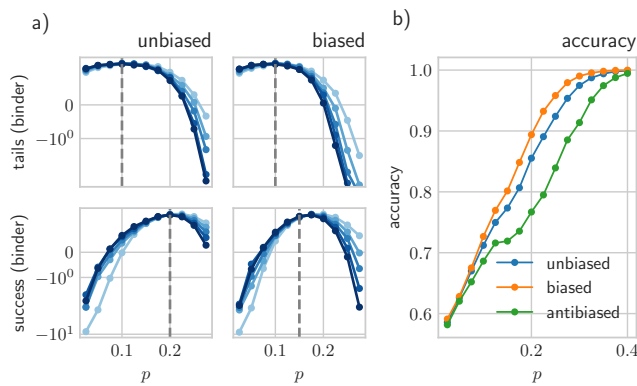 a)
unbiased
biased
tails (binder)
0
−10⁰
success (binder)
0
−10⁰
−10¹
0.1
0.2
0.1
0.2
p
p
b)
accuracy
accuracy
1.0
0.9
0.8
0.7
0.6
unbiased
biased
antibiased
0.2
0.4
p